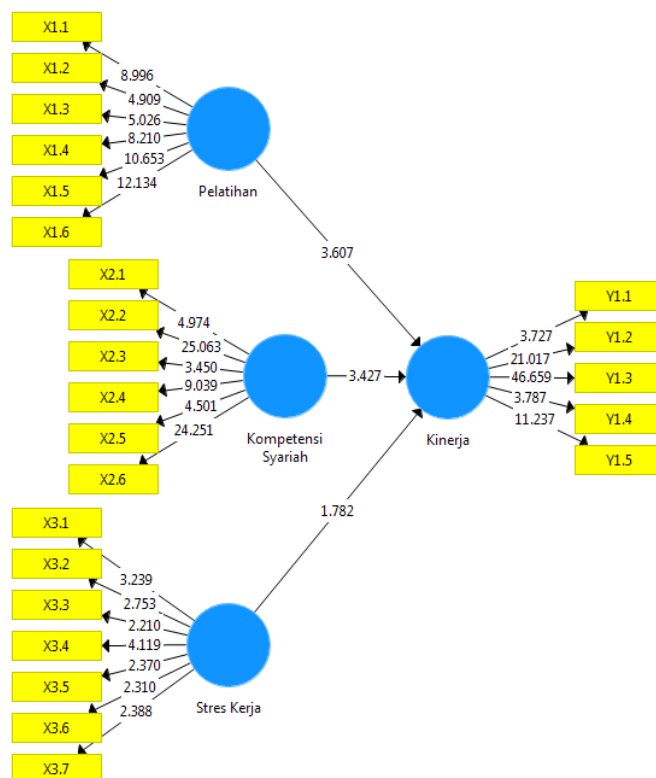 X1.1
8.996
X1.2
4.909
X1.3
5.026
X1.4
8.210
X1.5
10.653
X1.6
12.134
Pelatihan
3.607
X2.1
4.974
X2.2
25.063
X2.3
3.450
X2.4
9.039
X2.5
4.501
X2.6
24.251
Kompetensi
Syariah
3.427
Y1.1
3.727
Y1.2
21.017
Y1.3
46.659
Y1.4
3.787
Y1.5
11.237
Kinerja
1.782
X3.1
3.239
X3.2
2.753
X3.3
2.210
X3.4
4.119
X3.5
2.370
X3.6
2.310
X3.7
2.388
Stres Kerja